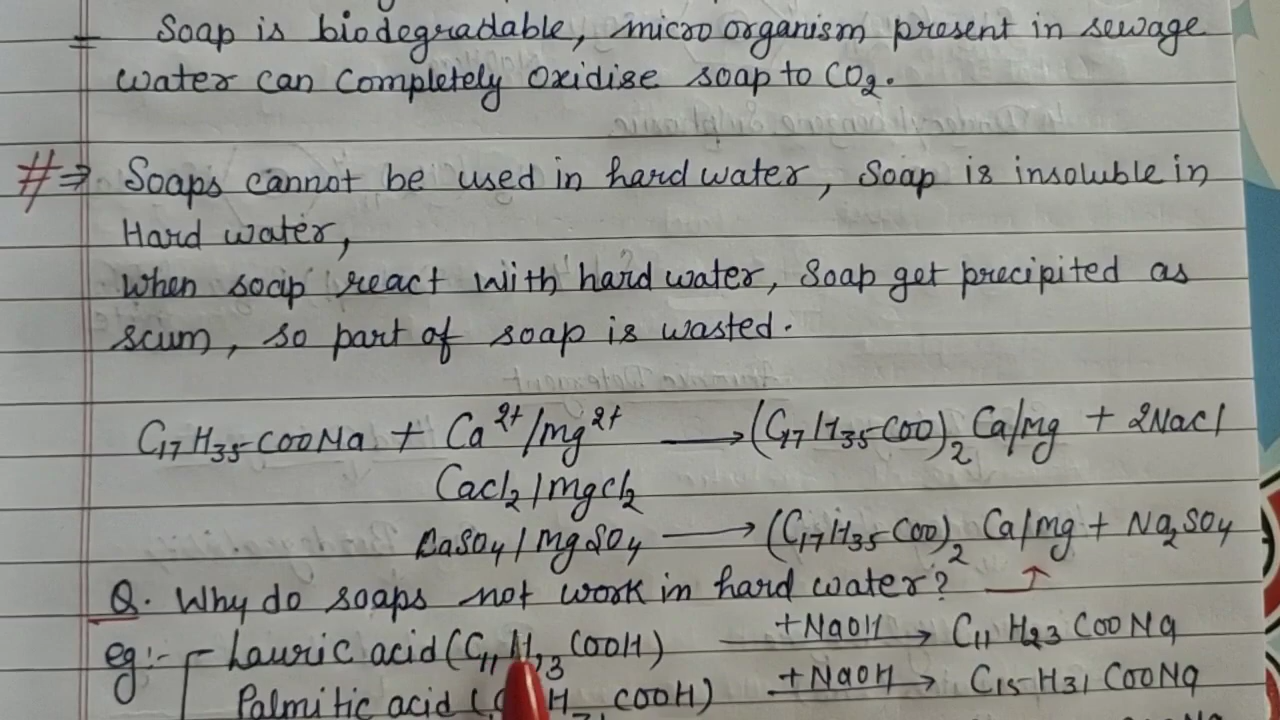 Soap is biodegradable, micro organism present in sewage
water can completely oxidise soap to CO₂.
#⇒ Soaps cannot be used in hard water, Soap is insoluble in
Hard water,
when soap react with hard water, Soap get precipited as
scum, so part of soap is wasted.
C₁₇H₃₅COONa + Ca²⁺/mg²⁺ ⟶ (C₁₇H₃₅COO)₂ Ca/Mg + 2NaCl
CaCl₂/mgCl₂
CaSO₄/MgSO₄ ⟶ (C₁₇H₃₅COO)₂ Ca/Mg + Na₂SO₄
Q. Why do soaps not work in hard water?
eg:- Lauric acid (C₁₁H₂₃COOH) +NaOH → C₁₁H₂₃COONa
Palmitic acid ( H COOH) +NaOH → C₁₅H₃₁COONa